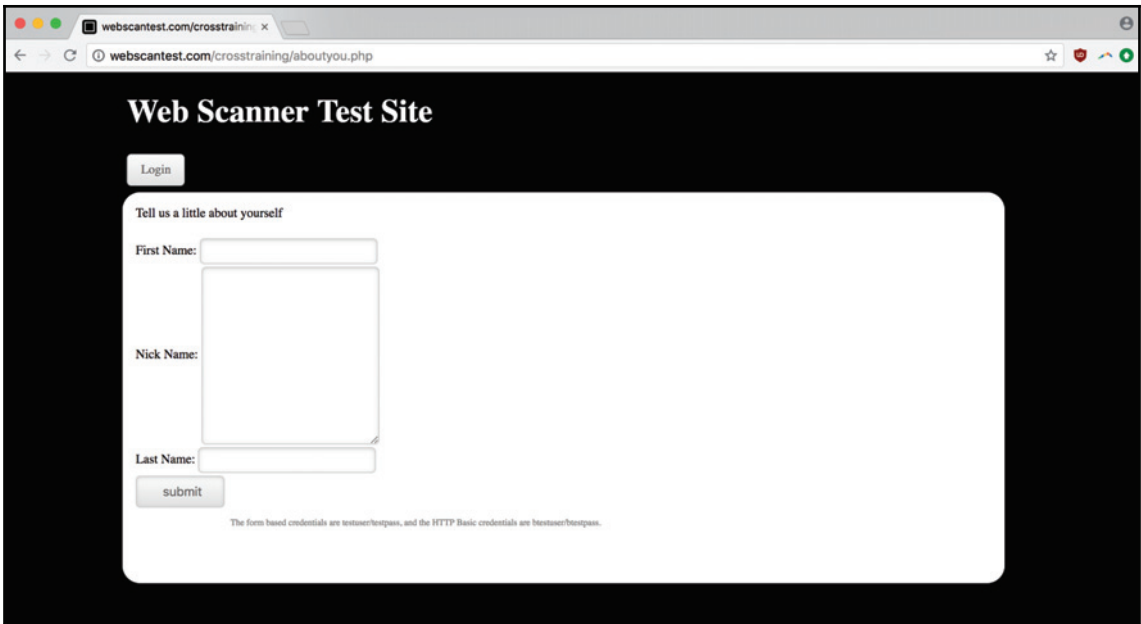 webscantest.com/crosstraining ×
webscantest.com/crosstraining/aboutyou.php
Web Scanner Test Site
Login
Tell us a little about yourself
First Name:
Nick Name:
Last Name:
submit
The form based credentials are testuser/testpass, and the HTTP Basic credentials are btestuser/btestpass.